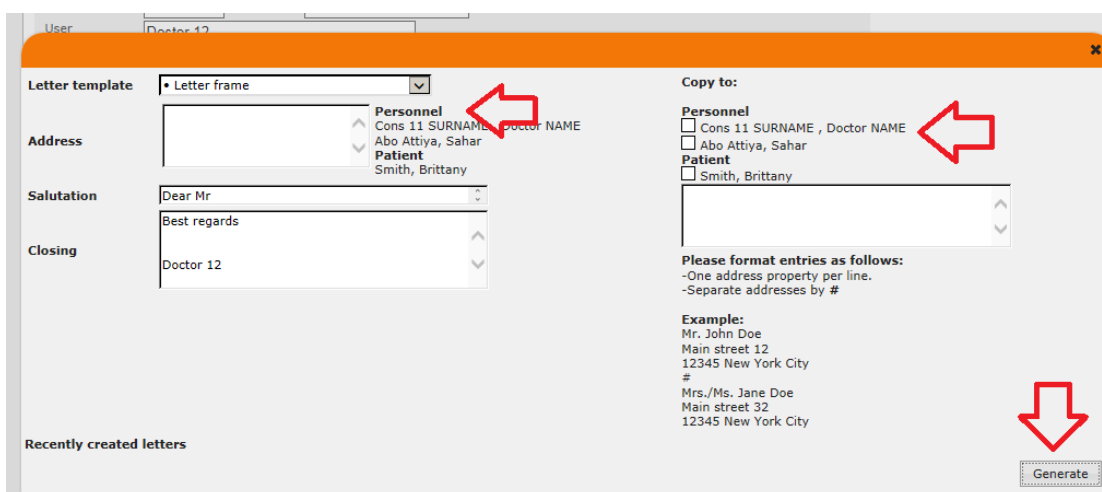 User
Doctor 12
Letter template
• Letter frame
Address
Personnel
Cons 11 SURNAME , Doctor NAME
Abo Attiya, Sahar
Patient
Smith, Brittany
Salutation
Dear Mr
Closing
Best regards
Doctor 12
Copy to:
Personnel
Cons 11 SURNAME , Doctor NAME
Abo Attiya, Sahar
Patient
Smith, Brittany
Please format entries as follows:
-One address property per line.
-Separate addresses by #
Example:
Mr. John Doe
Main street 12
12345 New York City
#
Mrs./Ms. Jane Doe
Main street 32
12345 New York City
Recently created letters
Generate